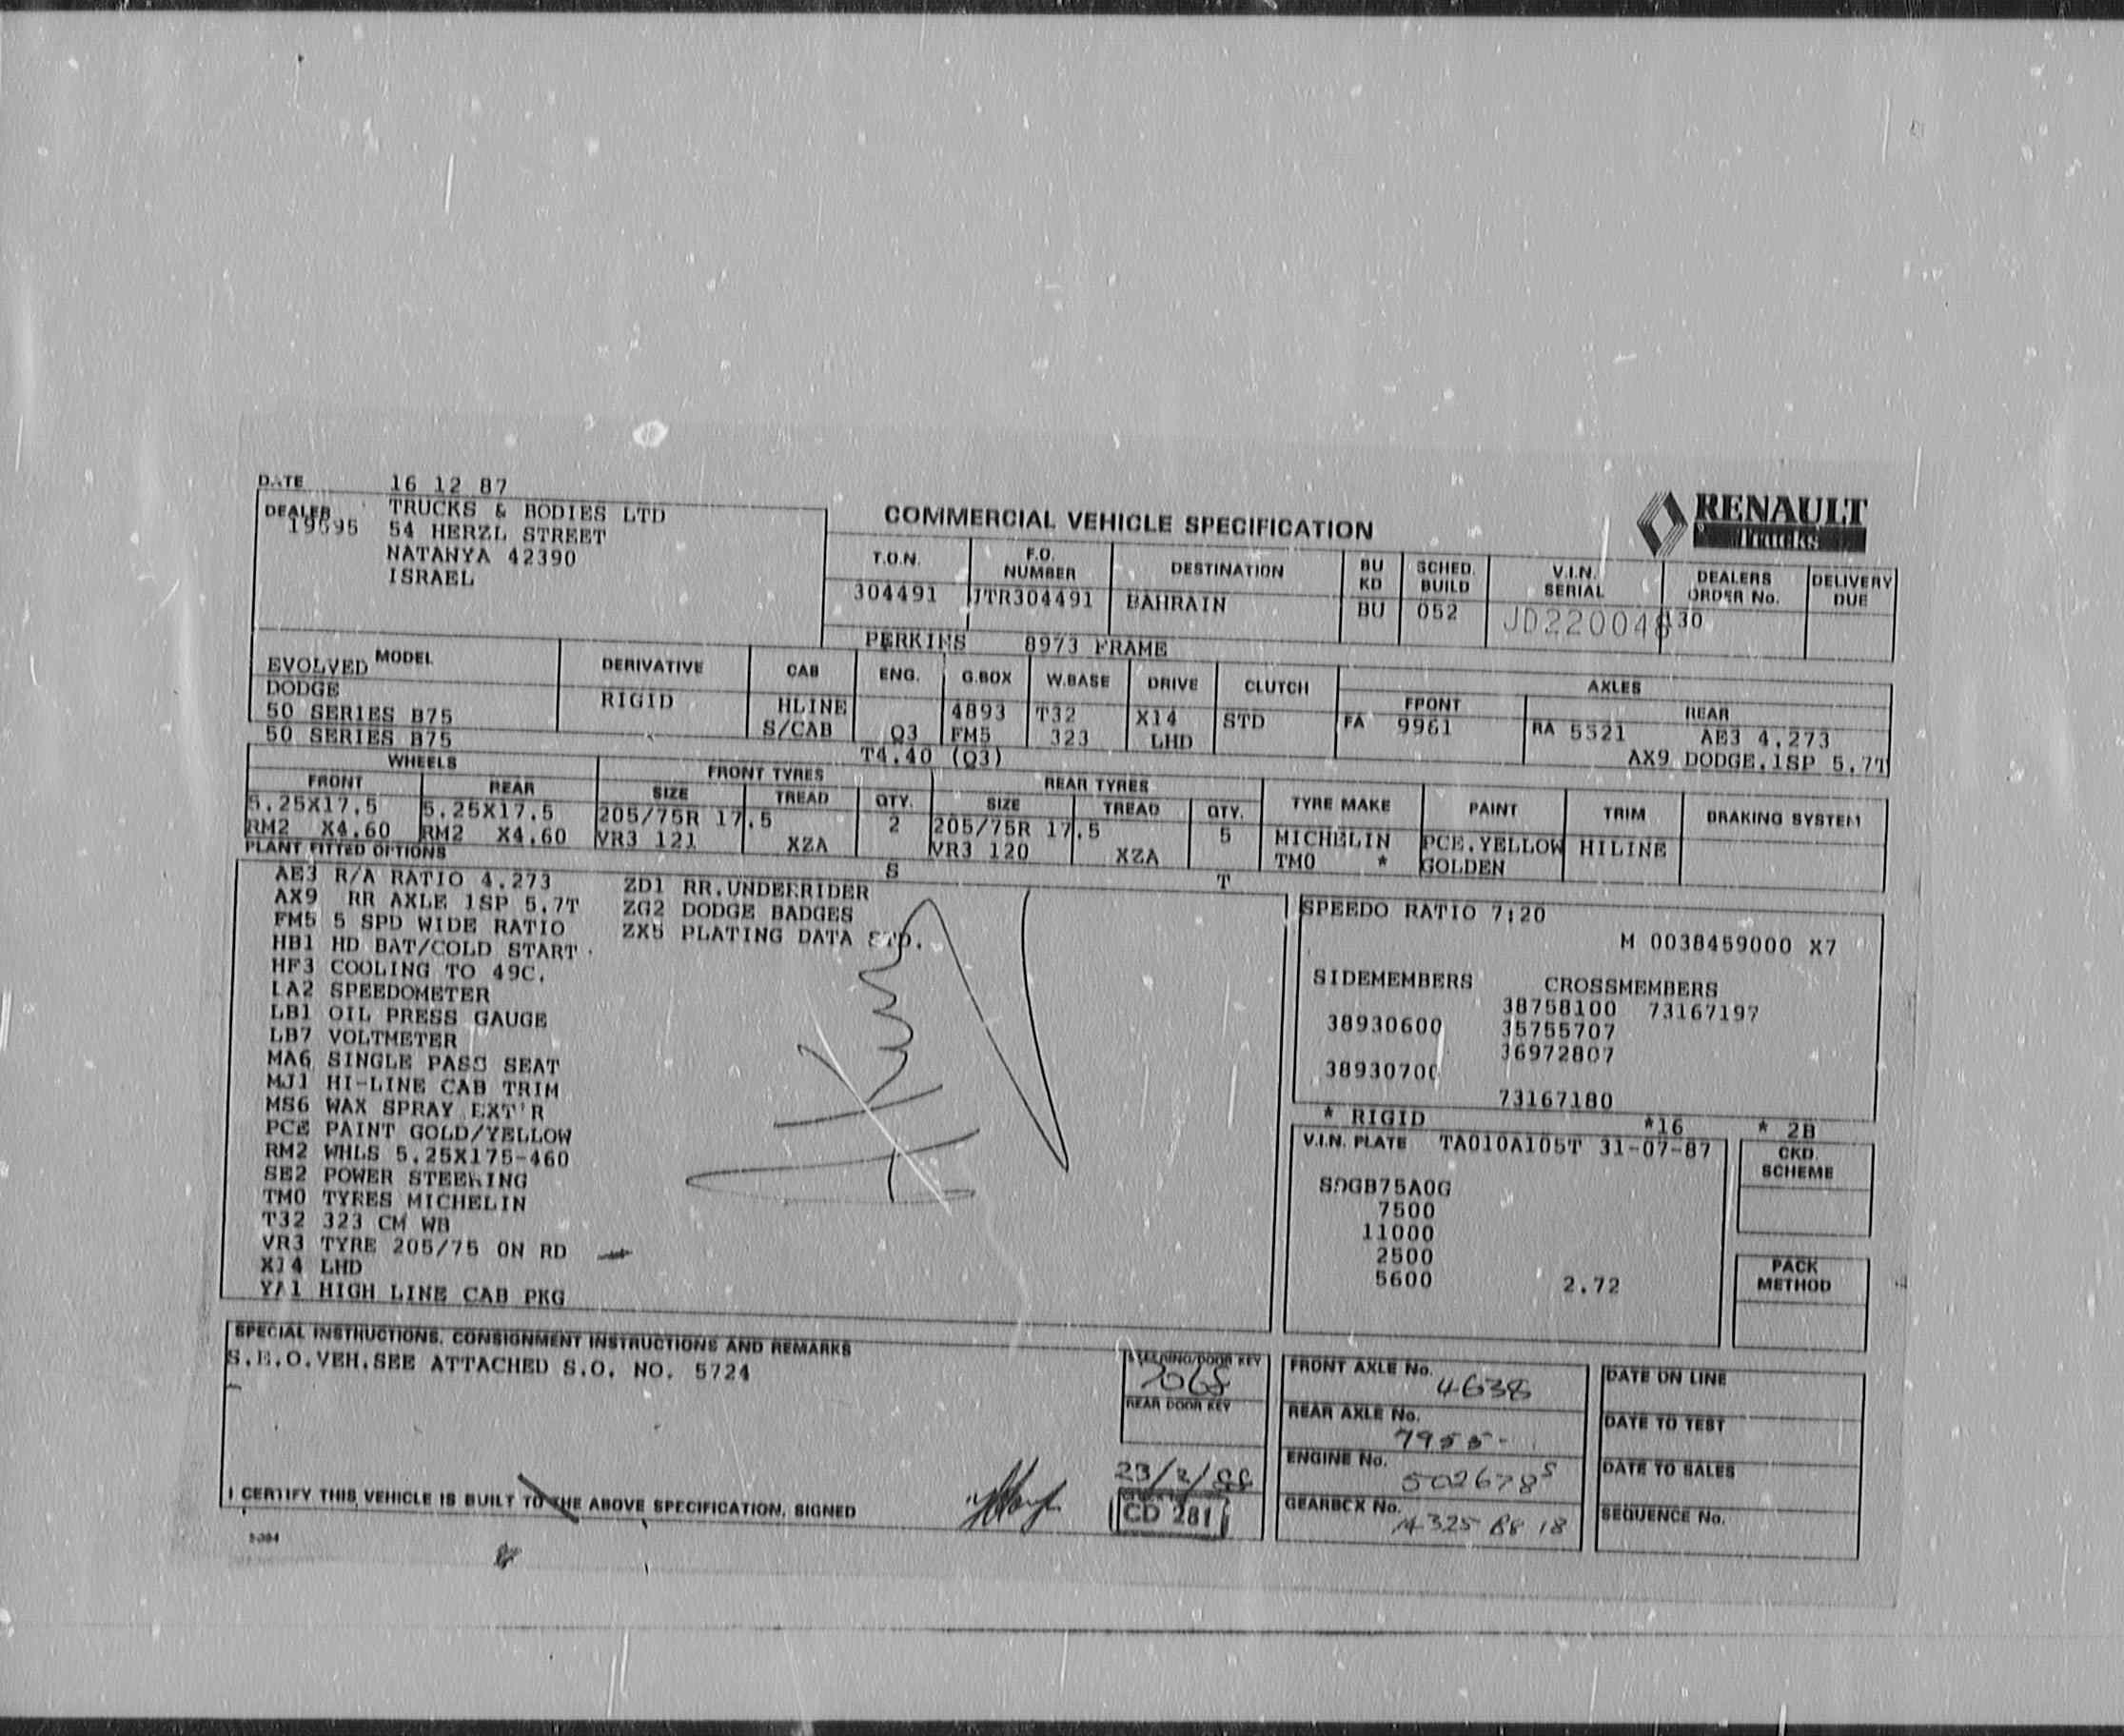 DATE 16 12 87
DEALER TRUCKS & BODIES LTD
54 HERZL STREET
NATANYA 42390
ISRAEL
COMMERCIAL VEHICLE SPECIFICATION
RENAULT
Trucks
T.O.N. F.O. NUMBER DESTINATION BU KD SCHED. BUILD V.I.N. SERIAL DEALERS ORDER No. DELIVERY DUE
304491 JTR304491 BAHRAIN BU 052 JD220048 130
PERKINS 8973 FRAME
MODEL DERIVATIVE CAB ENG. G.BOX W.BASE DRIVE CLUTCH AXLES
FRONT REAR
EVOLVED
DODGE RIGID HLINE 4893 T32 X14 STD FA 9961 RA 5521 AE3 4.273
50 SERIES B75 S/CAB Q3 FM5 323 LHD AX9 DODGE.1SP 5.7T
50 SERIES B75 T4.40 (Q3)
WHEELS FRONT TYRES REAR TYRES
FRONT REAR SIZE TREAD QTY. SIZE TREAD QTY. TYRE MAKE PAINT TRIM BRAKING SYSTEM
5.25X17.5 5.25X17.5 205/75R 17.5 2 205/75R 17.5 5 MICHELIN PCE.YELLOW HILINE
RM2 X4.60 RM2 X4.60 VR3 121 XZA VR3 120 XZA TM0 * GOLDEN
PLANT FITTED OPTIONS S T
AE3 R/A RATIO 4.273 ZD1 RR.UNDERRIDER
AX9 RR AXLE 1SP 5.7T ZG2 DODGE BADGES
FM5 5 SPD WIDE RATIO ZX5 PLATING DATA STD.
HB1 HD BAT/COLD START
HF3 COOLING TO 49C.
LA2 SPEEDOMETER
LB1 OIL PRESS GAUGE
LB7 VOLTMETER
MA6 SINGLE PASS SEAT
MJ1 HI-LINE CAB TRIM
MS6 WAX SPRAY EXT'R
PCE PAINT GOLD/YELLOW
RM2 WHLS 5.25X175-460
SE2 POWER STEERING
TM0 TYRES MICHELIN
T32 323 CM WB
VR3 TYRE 205/75 ON RD
X14 LHD
YA1 HIGH LINE CAB PKG
SPEEDO RATIO 7:20
M 0038459000 X7
SIDEMEMBERS CROSSMEMBERS
38758100 73167197
38930600 35755707
36972807
38930700
73167180
* RIGID *16 * 2B
V.I.N. PLATE TA010A105T 31-07-87
SDGB75A0G
7500
11000
2500
5600 2.72
CKD. SCHEME
PACK METHOD
SPECIAL INSTRUCTIONS, CONSIGNMENT INSTRUCTIONS AND REMARKS
S.E.O.VEH.SEE ATTACHED S.O. NO. 5724
STEERING/DOOR KEY
REAR DOOR KEY
FRONT AXLE No. 4638
REAR AXLE No. 7955
ENGINE No. 502678S
GEARBOX No.
DATE ON LINE
DATE TO TEST
DATE TO SALES
SEQUENCE No.
I CERTIFY THIS VEHICLE IS BUILT TO THE ABOVE SPECIFICATION. SIGNED
CD 281